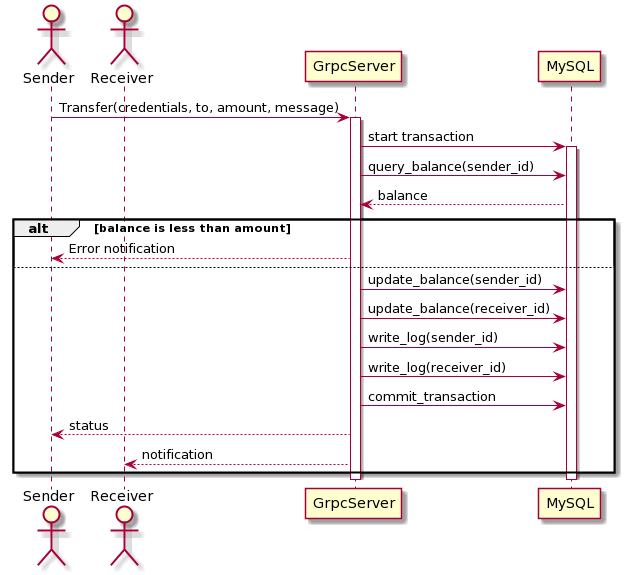 Sender
Receiver
GrpcServer
MySQL
Transfer(credentials, to, amount, message)
start transaction
query_balance(sender_id)
balance
alt
[balance is less than amount]
Error notification
update_balance(sender_id)
update_balance(receiver_id)
write_log(sender_id)
write_log(receiver_id)
commit_transaction
status
notification
Sender
Receiver
GrpcServer
MySQL